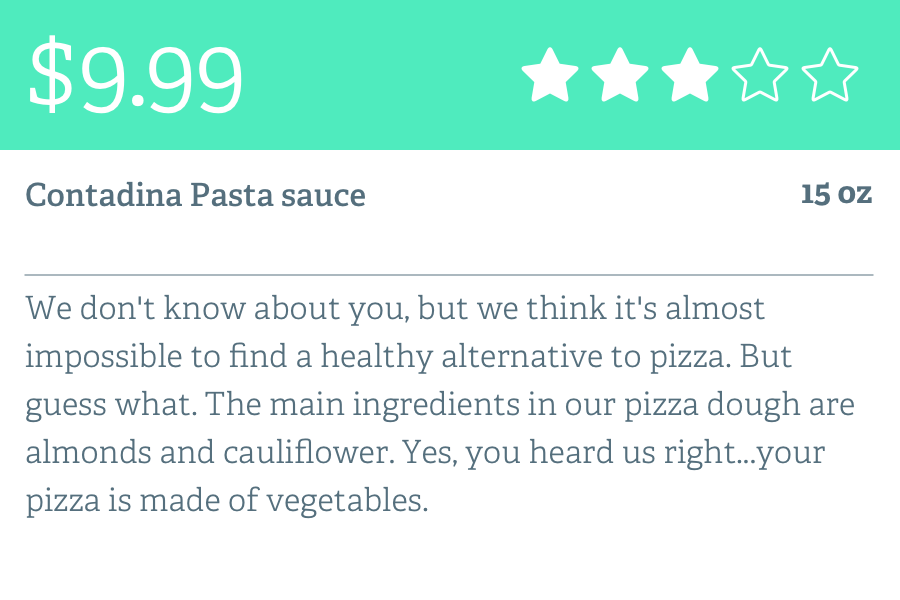 $9.99
Contadina Pasta sauce
15 oz
We don't know about you, but we think it's almost
impossible to find a healthy alternative to pizza. But
guess what. The main ingredients in our pizza dough are
almonds and cauliflower. Yes, you heard us right...your
pizza is made of vegetables.